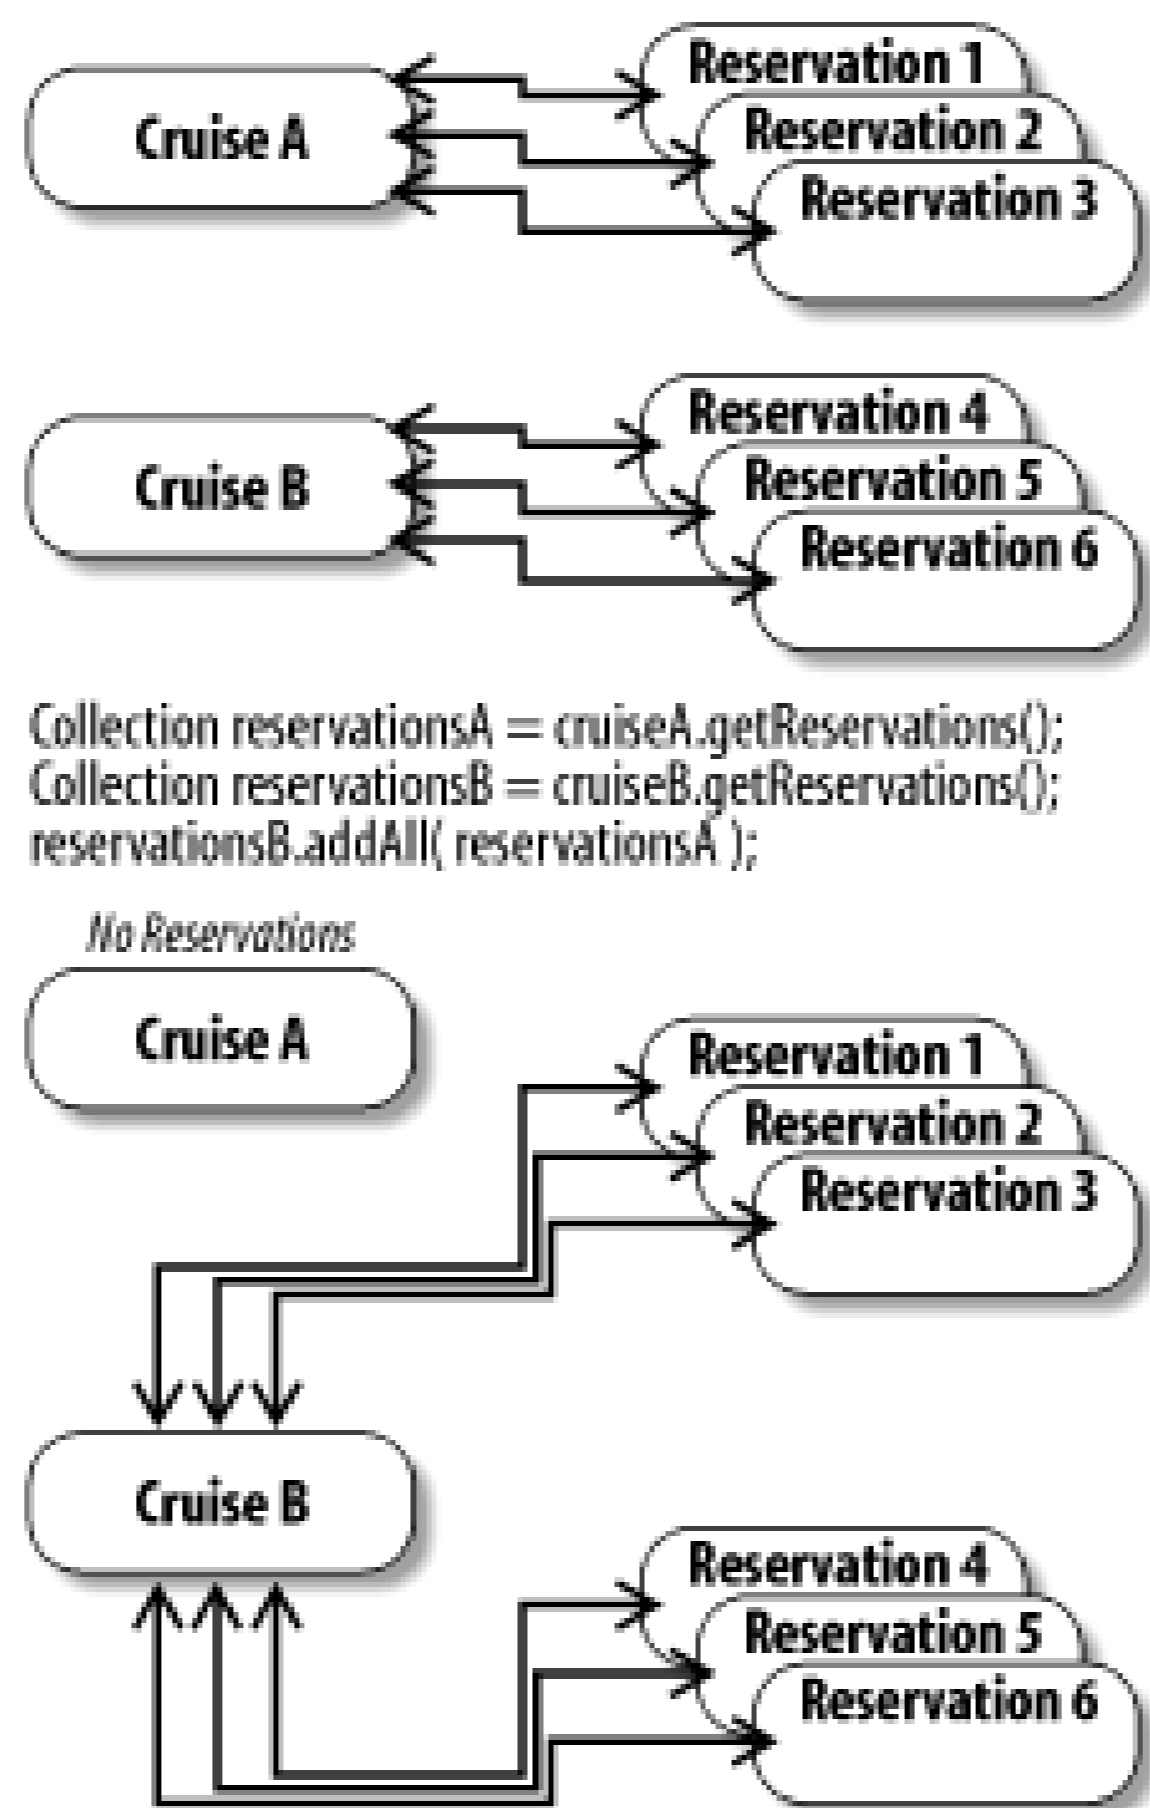 Reservation 1
Cruise A
Reservation 2
Reservation 3
Reservation 4
Cruise B
Reservation 5
Reservation 6
Collection reservationsA = cruiseA.getReservations();
Collection reservationsB = cruiseB.getReservations();
reservationsB.addAll( reservationsA );
No Reservations
Cruise A
Reservation 1
Reservation 2
Reservation 3
Cruise B
Reservation 4
Reservation 5
Reservation 6